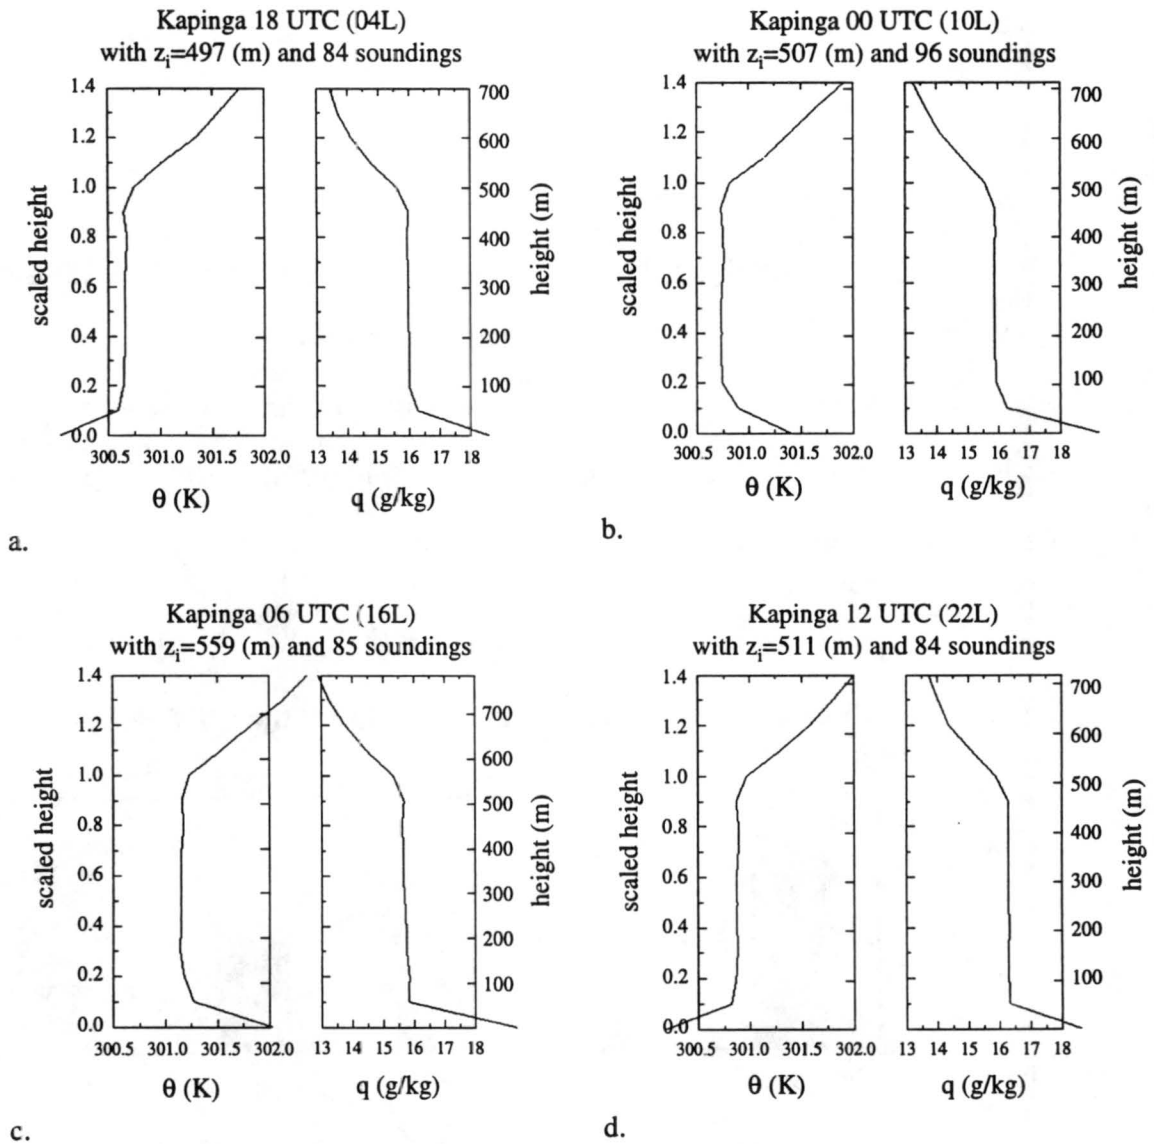 Kapinga 18 UTC (04L)
with zi=497 (m) and 84 soundings
1.4
1.2
1.0
0.8
0.6
0.4
0.2
0.0
scaled height
700
600
500
400
300
200
100
height (m)
300.5 301.0 301.5 302.0
13 14 15 16 17 18
θ (K)
q (g/kg)
a.
Kapinga 00 UTC (10L)
with zi=507 (m) and 96 soundings
1.4
1.2
1.0
0.8
0.6
0.4
0.2
0.0
scaled height
700
600
500
400
300
200
100
height (m)
300.5 301.0 301.5 302.0
13 14 15 16 17 18
θ (K)
q (g/kg)
b.
Kapinga 06 UTC (16L)
with zi=559 (m) and 85 soundings
1.4
1.2
1.0
0.8
0.6
0.4
0.2
0.0
scaled height
700
600
500
400
300
200
100
height (m)
300.5 301.0 301.5 302.0
13 14 15 16 17 18
θ (K)
q (g/kg)
c.
Kapinga 12 UTC (22L)
with zi=511 (m) and 84 soundings
1.4
1.2
1.0
0.8
0.6
0.4
0.2
0.0
scaled height
700
600
500
400
300
200
100
height (m)
300.5 301.0 301.5 302.0
13 14 15 16 17 18
θ (K)
q (g/kg)
d.